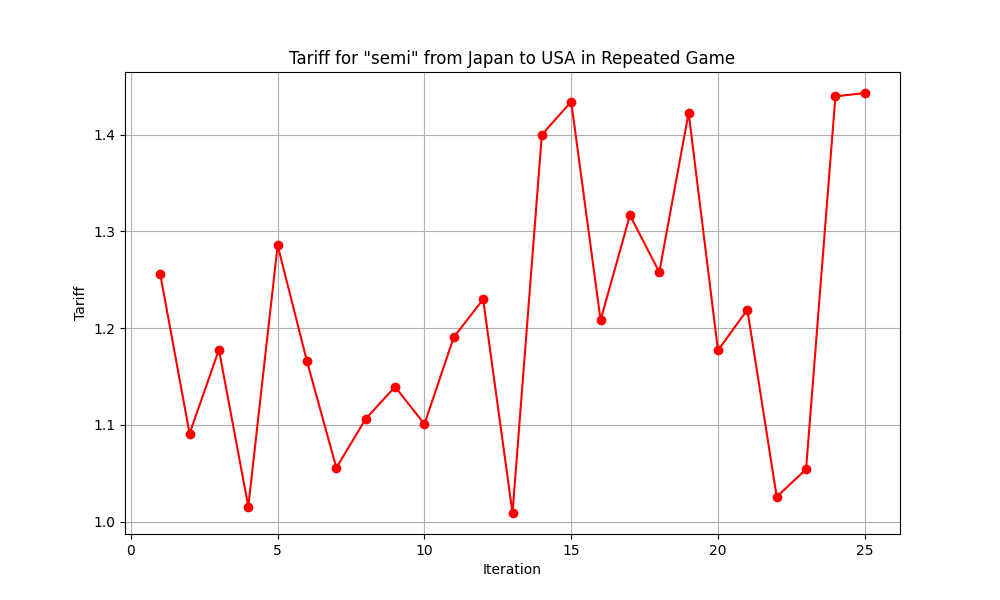 Tariff for "semi" from Japan to USA in Repeated Game
Tariff
1.4
1.3
1.2
1.1
1.0
0 5 10 15 20 25
Iteration